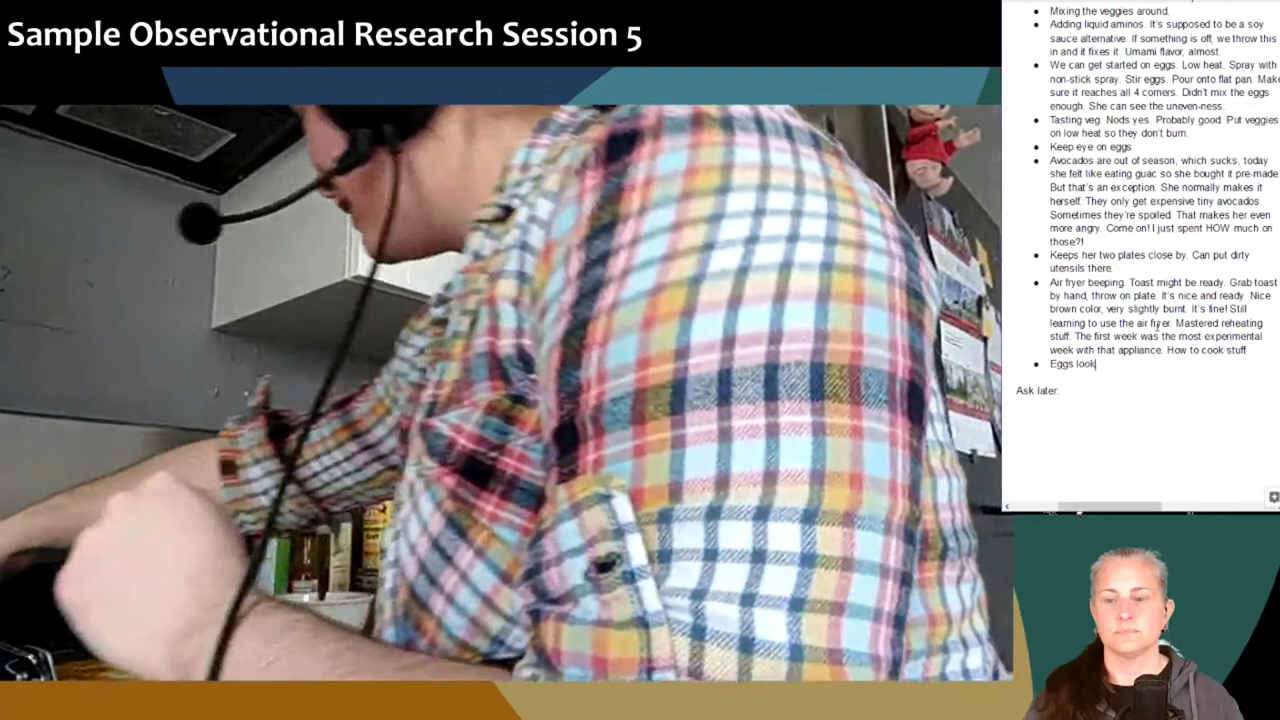 Sample Observational Research Session 5
Mixing the veggies around.
Adding liquid aminos. It's supposed to be a soy
sauce alternative. If something is off, we throw this
in and it fixes it. Umami flavor, almost.
We can get started on eggs. Low heat. Spray with
non-stick spray. Stir eggs. Pour onto flat pan. Make
sure it reaches all 4 corners. Didn't mix the eggs
enough. She can see the uneven-ness.
Tasting veg. Nods yes. Probably good. Put veggies
on low heat so they don't burn.
Keep eye on eggs.
Avocados are out of season, which sucks, today
she felt like eating guac so she bought it pre-made.
But that's an exception. She normally makes it
herself. They only get expensive tiny avocados.
Sometimes they're spoiled. That makes her even
more angry. Come on! I just spent HOW much on
those?!
Keeps her two plates close by. Can put dirty
utensils there.
Air fryer beeping. Toast might be ready. Grab toast
by hand, throw on plate. It's nice and ready. Nice
brown color, very slightly burnt. It's fine! Still
learning to use the air fryer. Mastered reheating
stuff. The first week was the most experimental
week with that appliance. How to cook stuff
Eggs look
Ask later: